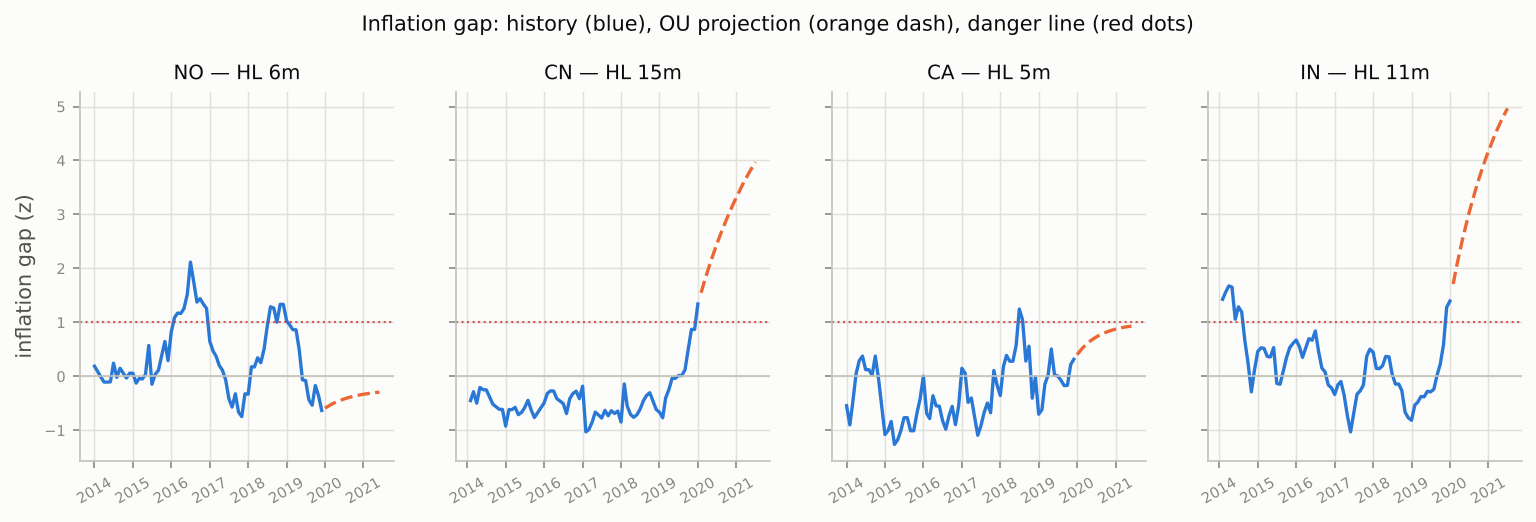 Inflation gap: history (blue), OU projection (orange dash), danger line (red dots)
NO — HL 6m
CN — HL 15m
CA — HL 5m
IN — HL 11m
inflation gap (z)
5
4
3
2
1
0
−1
2014 2015 2016 2017 2018 2019 2020 2021
2014 2015 2016 2017 2018 2019 2020 2021
2014 2015 2016 2017 2018 2019 2020 2021
2014 2015 2016 2017 2018 2019 2020 2021